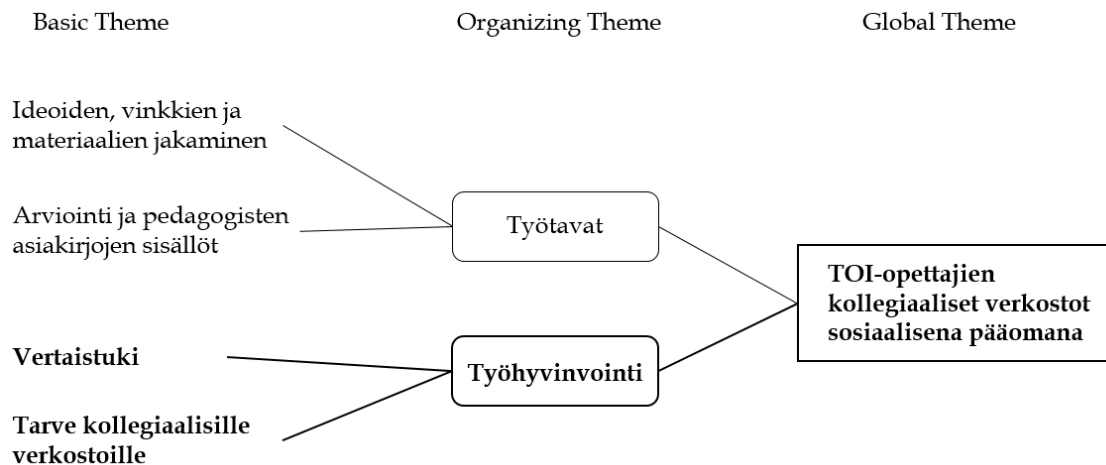 Basic Theme
Organizing Theme
Global Theme
Ideoiden, vinkkien ja
materiaalien jakaminen
Arviointi ja pedagogisten
asiakirjojen sisällöt
Työtavat
TOI-opettajien
kollegiaaliset verkostot
sosiaalisena pääomana
Vertaistuki
Työhyvinvointi
Tarve kollegiaalisille
verkostoille